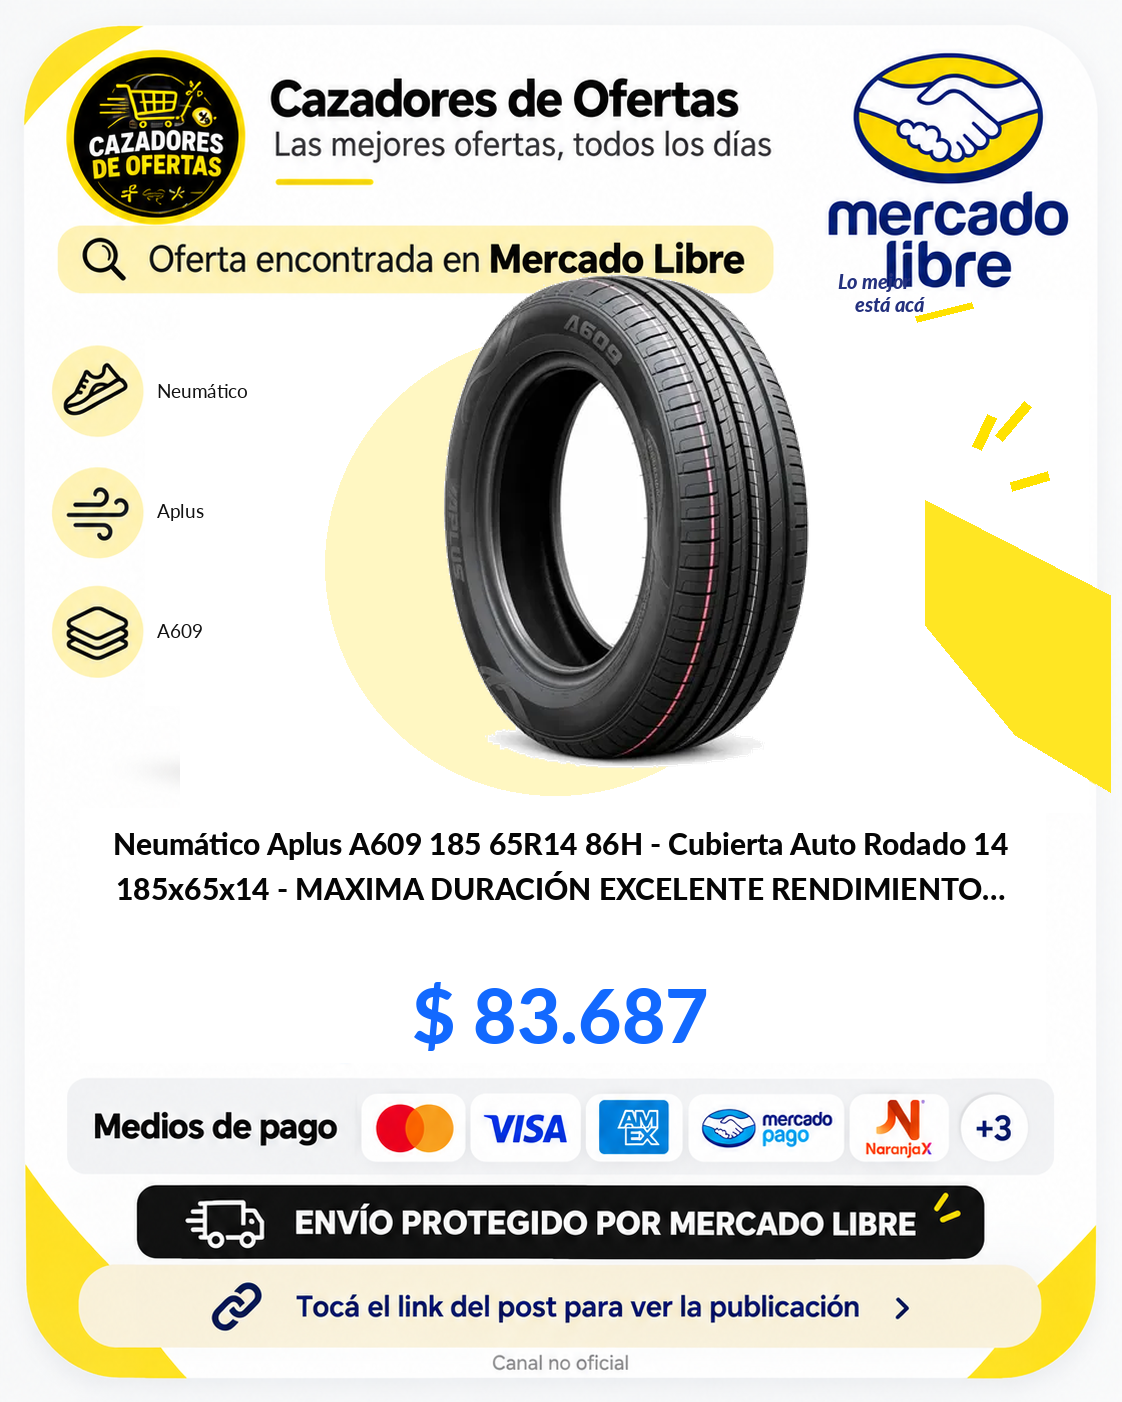 CAZADORES
DE OFERTAS
Cazadores de Ofertas
Las mejores ofertas, todos los días
mercado
libre
Lo mejor
está acá
Oferta encontrada en Mercado Libre
A609
APLUS
Neumático
Aplus
A609
Neumático Aplus A609 185 65R14 86H - Cubierta Auto Rodado 14
185x65x14 - MAXIMA DURACIÓN EXCELENTE RENDIMIENTO...
$ 83.687
Medios de pago
VISA
AM
EX
mercado
pago
NaranjaX
+3
ENVÍO PROTEGIDO POR MERCADO LIBRE
Tocá el link del post para ver la publicación
Canal no oficial